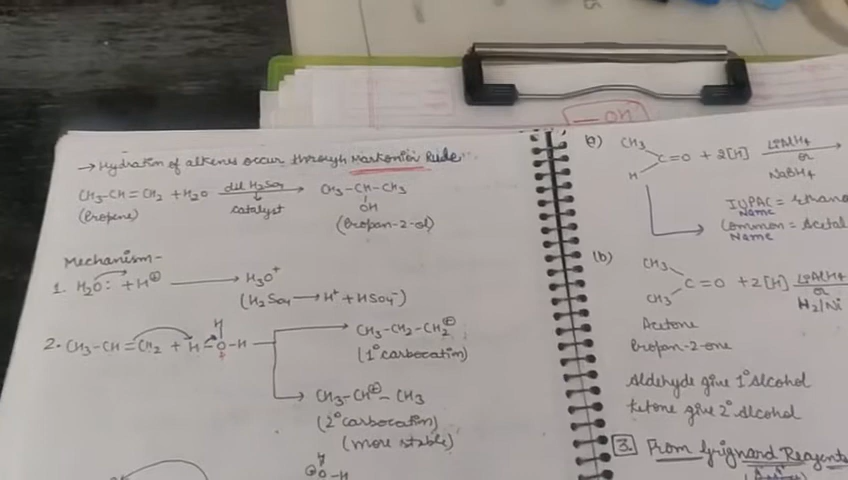 → Hydration of alkenes occur through Markonior Rule
CH3-CH=CH2 + H2O dil H2SO4 → CH3-CH-CH3
catalyst
OH
(Propene)
(Propan-2-ol)
Mechanism-
1. H2O: + H⊕ → H3O+
(H2SO4 → H+ + HSO4-)
2. CH3-CH=CH2 + H-O-H
H
CH3-CH2-CH2⊕
(1° carbocation)
CH3-CH⊕-CH3
(2° carbocation)
(more stable)
H
⊕O-H
-OH
CH3
C=O + 2[H] LiAlH4
H
or
NaBH4
IUPAC =
Name
Common = Acetal
Name
(b)
CH3
C=O + 2[H] LiAlH4
CH3
or
H2/Ni
Acetone
Propan-2-one
Aldehyde give 1° Alcohol
Ketone give 2° Alcohol
3. From Grignard Reagents